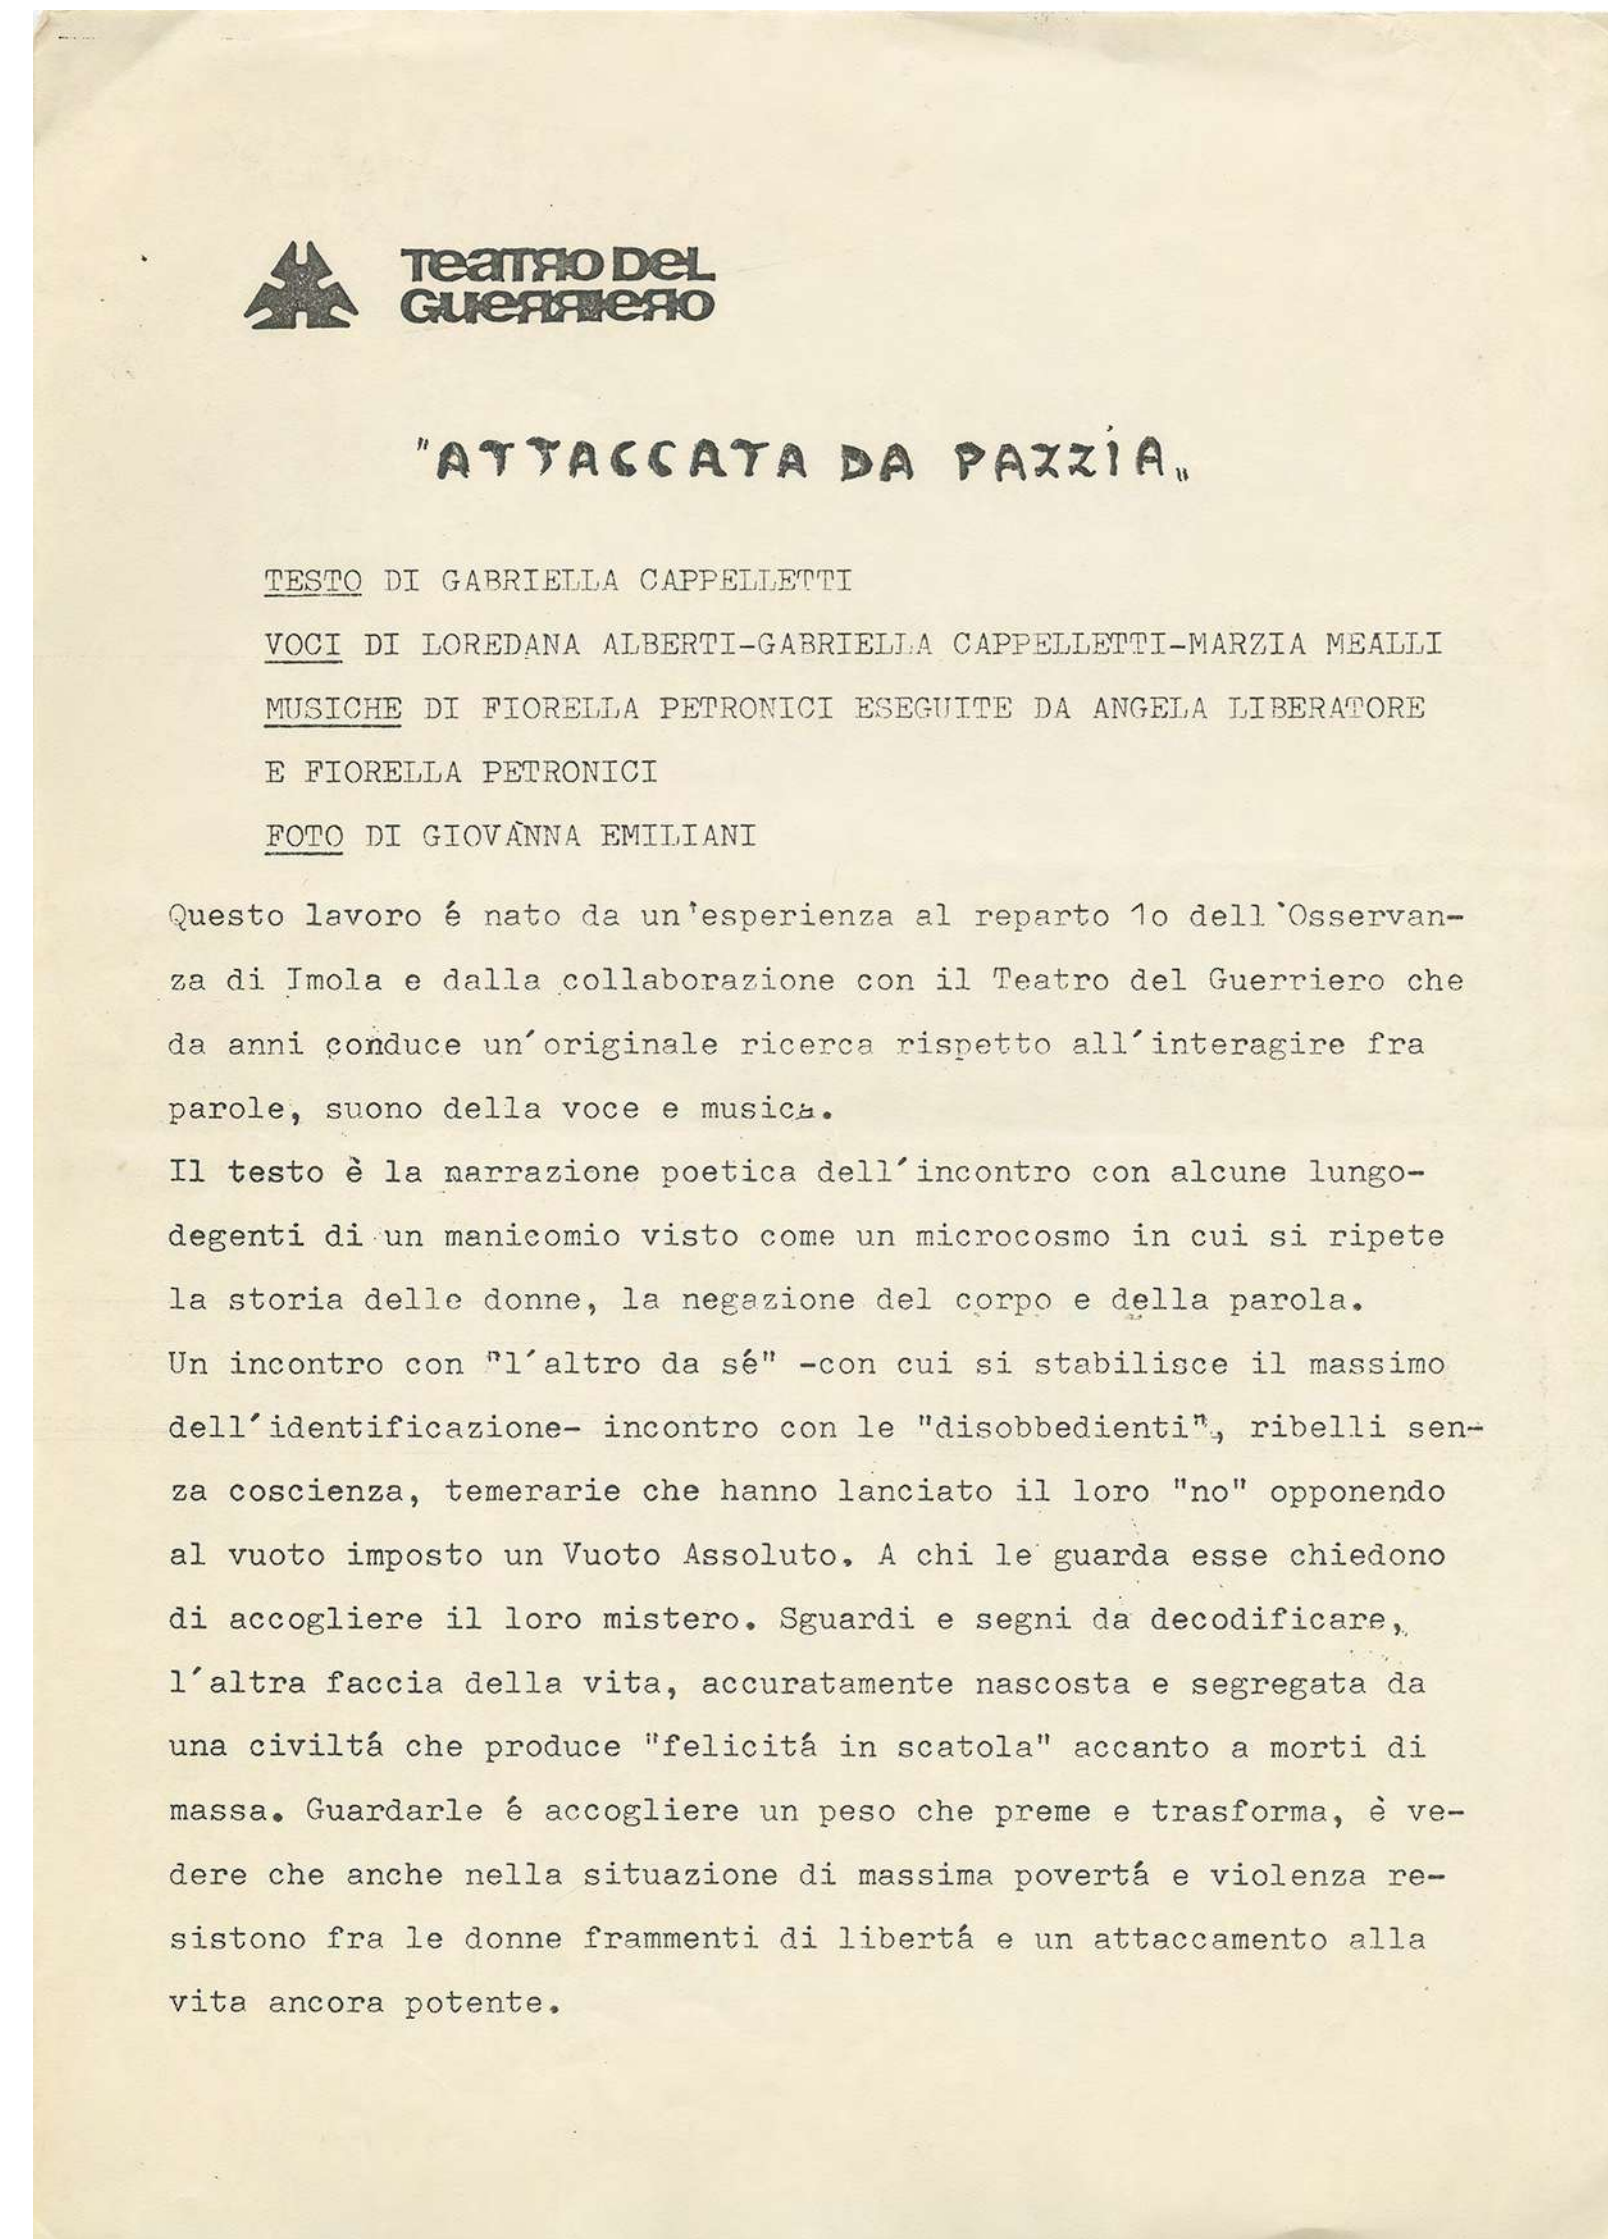 TEATRO DEL
GUERRIERO
"ATTACCATA DA PAZZIA"
TESTO DI GABRIELLA CAPPELLETTI
VOCI DI LOREDANA ALBERTI-GABRIELLA CAPPELLETTI-MARZIA MEALLI
MUSICHE DI FIORELLA PETRONICI ESEGUITE DA ANGELA LIBERATORE
E FIORELLA PETRONICI
FOTO DI GIOVANNA EMILIANI
Questo lavoro é nato da un'esperienza al reparto 1o dell'Osservan-
za di Imola e dalla collaborazione con il Teatro del Guerriero che
da anni conduce un'originale ricerca rispetto all'interagire fra
parole, suono della voce e musica.
Il testo è la narrazione poetica dell'incontro con alcune lungo-
degenti di un manicomio visto come un microcosmo in cui si ripete
la storia delle donne, la negazione del corpo e della parola.
Un incontro con "l'altro da sé" -con cui si stabilisce il massimo
dell'identificazione- incontro con le "disobbedienti", ribelli sen-
za coscienza, temerarie che hanno lanciato il loro "no" opponendo
al vuoto imposto un Vuoto Assoluto. A chi le guarda esse chiedono
di accogliere il loro mistero. Sguardi e segni da decodificare,
l'altra faccia della vita, accuratamente nascosta e segregata da
una civiltá che produce "felicitá in scatola" accanto a morti di
massa. Guardarle é accogliere un peso che preme e trasforma, è ve-
dere che anche nella situazione di massima povertá e violenza re-
sistono fra le donne frammenti di libertá e un attaccamento alla
vita ancora potente.